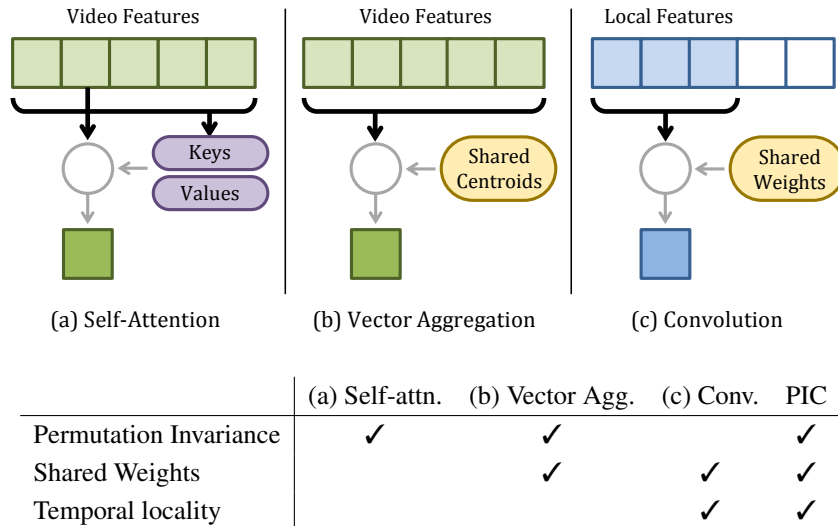 Video Features
Video Features
Local Features
Keys
Values
Shared
Centroids
Shared
Weights
(a) Self-Attention
(b) Vector Aggregation
(c) Convolution
(a) Self-attn. (b) Vector Agg. (c) Conv. PIC
Permutation Invariance ✓ ✓ ✓
Shared Weights ✓ ✓ ✓
Temporal locality ✓ ✓